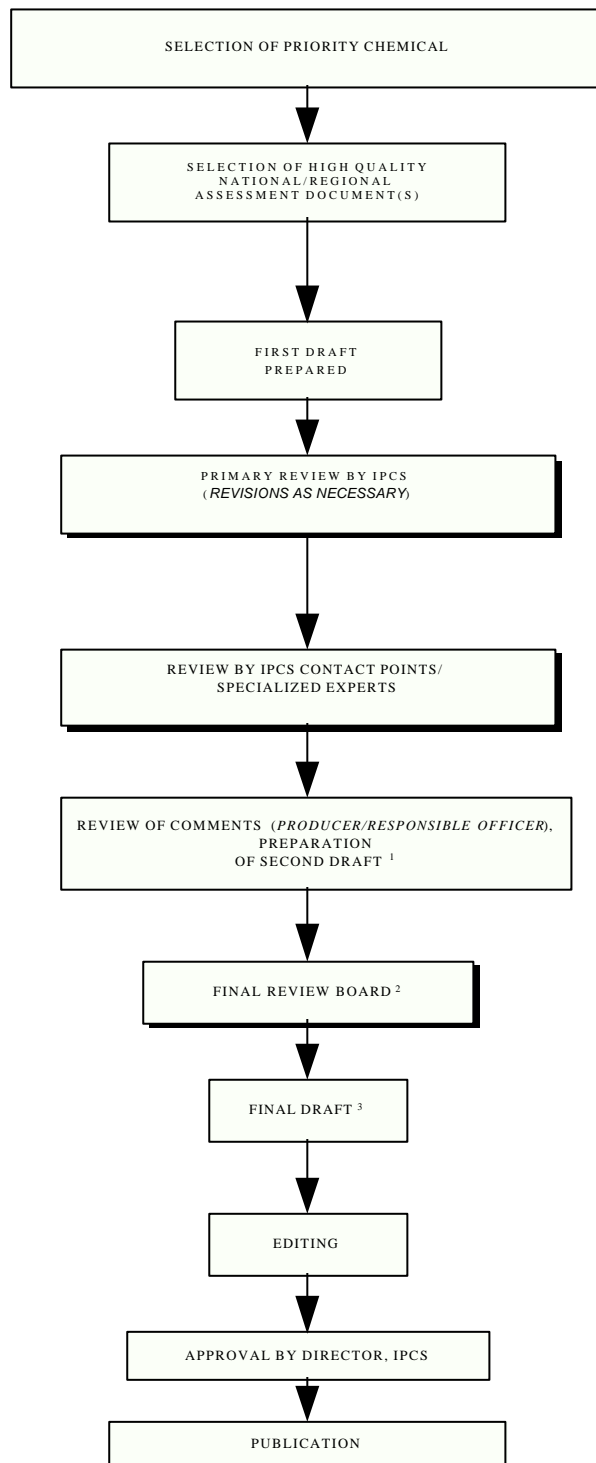 SELECTION OF PRIORITY CHEMICAL
SELECTION OF HIGH QUALITY
NATIONAL/REGIONAL
ASSESSMENT DOCUMENT(S)
FIRST DRAFT
PREPARED
PRIMARY REVIEW BY IPCS
(REVISIONS AS NECESSARY)
REVIEW BY IPCS CONTACT POINTS/
SPECIALIZED EXPERTS
REVIEW OF COMMENTS (PRODUCER/RESPONSIBLE OFFICER),
PREPARATION
OF SECOND DRAFT 1
FINAL REVIEW BOARD 2
FINAL DRAFT 3
EDITING
APPROVAL BY DIRECTOR, IPCS
PUBLICATION